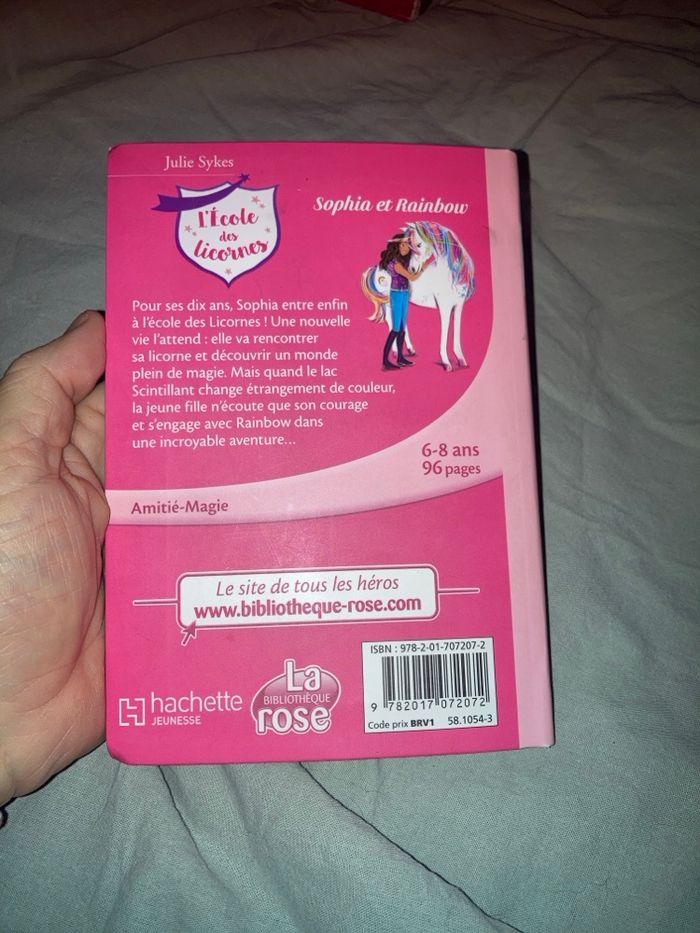 Julie Sykes
L'École
des
licornes
Sophia et Rainbow
Pour ses dix ans, Sophia entre enfin
à l'école des Licornes ! Une nouvelle
vie l'attend : elle va rencontrer
sa licorne et découvrir un monde
plein de magie. Mais quand le lac
Scintillant change étrangement de couleur,
la jeune fille n'écoute que son courage
et s'engage avec Rainbow dans
une incroyable aventure...
6-8 ans
96 pages
Amitié-Magie
Le site de tous les héros
www.bibliotheque-rose.com
hachette
JEUNESSE
La
BIBLIOTHÈQUE
rose
ISBN : 978-2-01-707207-2
9 782017 072072
Code prix BRV1 58.1054-3